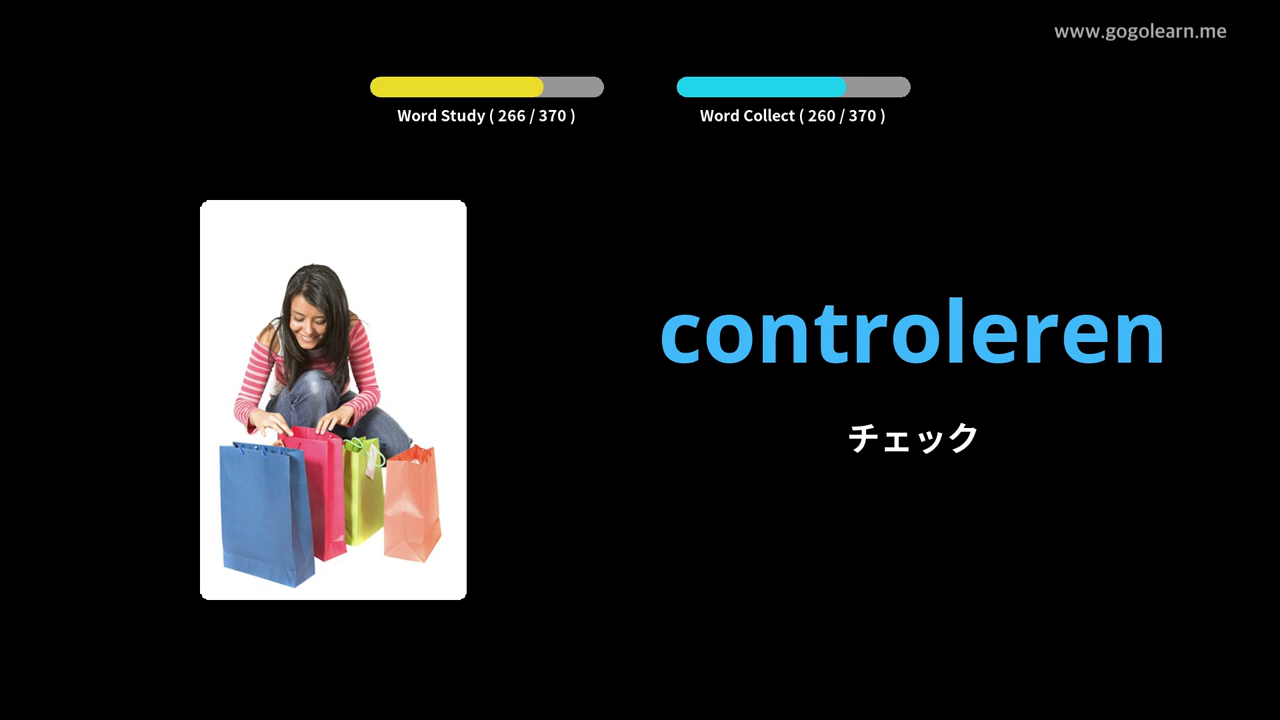 www.gogolearn.me
Word Study ( 266 / 370 )
Word Collect ( 260 / 370 )
controleren
チェック